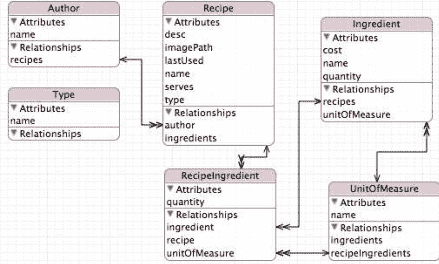 Author
Attributes
name
Relationships
recipes
Type
Attributes
name
Relationships
Recipe
Attributes
desc
imagePath
lastUsed
name
serves
type
Relationships
author
ingredients
Ingredient
Attributes
cost
name
quantity
Relationships
recipes
unitOfMeasure
RecipeIngredient
Attributes
quantity
Relationships
ingredient
recipe
unitOfMeasure
UnitOfMeasure
Attributes
name
Relationships
ingredients
recipeIngredients